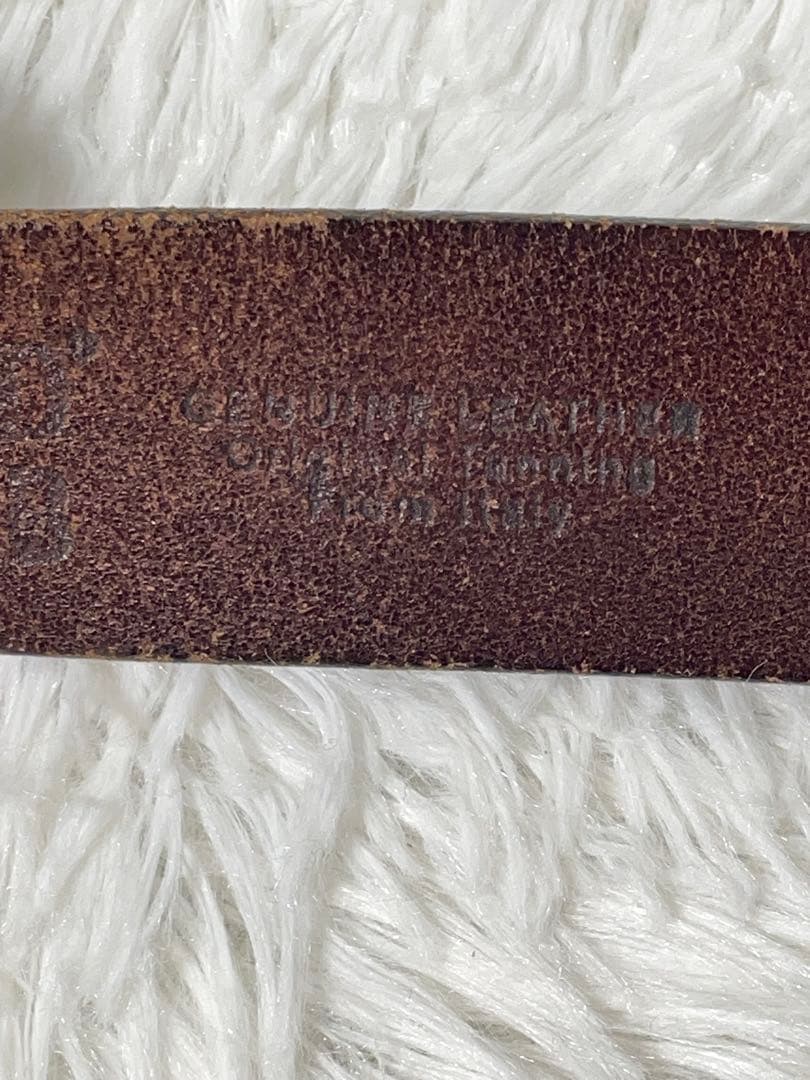 GENUINE LEATHER
Original Tanning
From Italy